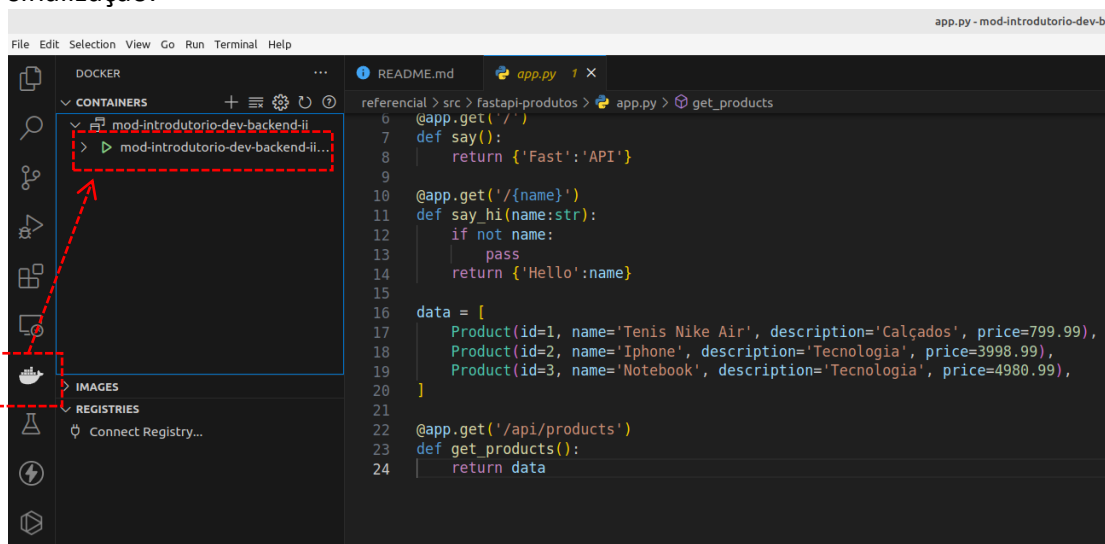 app.py - mod-introdutorio-dev-b
File Edit Selection View Go Run Terminal Help
DOCKER ...
CONTAINERS
mod-introdutorio-dev-backend-ii
mod-introdutorio-dev-backend-ii...
IMAGES
REGISTRIES
Connect Registry...
README.md app.py 1
referencial > src > fastapi-produtos > app.py > get_products
6 @app.get('/')
7 def say():
8 return {'Fast':'API'}
9
10 @app.get('/{name}')
11 def say_hi(name:str):
12 if not name:
13 pass
14 return {'Hello':name}
15
16 data = [
17 Product(id=1, name='Tenis Nike Air', description='Calçados', price=799.99),
18 Product(id=2, name='Iphone', description='Tecnologia', price=3998.99),
19 Product(id=3, name='Notebook', description='Tecnologia', price=4980.99),
20 ]
21
22 @app.get('/api/products')
23 def get_products():
24 return data